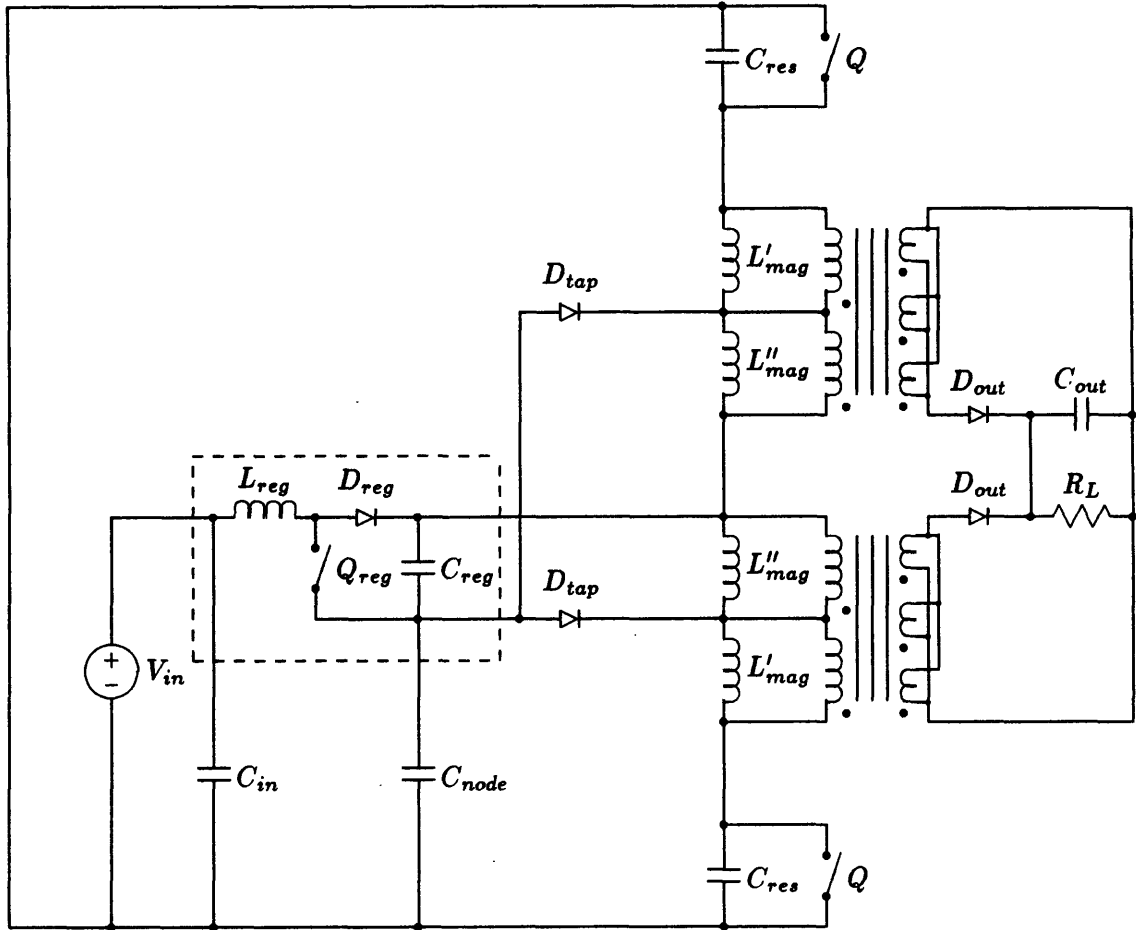 C_res Q
L'_mag
D_tap
L''_mag
D_out C_out
L_reg D_reg
D_out R_L
Q_reg C_reg
D_tap
L''_mag
+
−
V_in
L'_mag
C_in
C_node
C_res Q